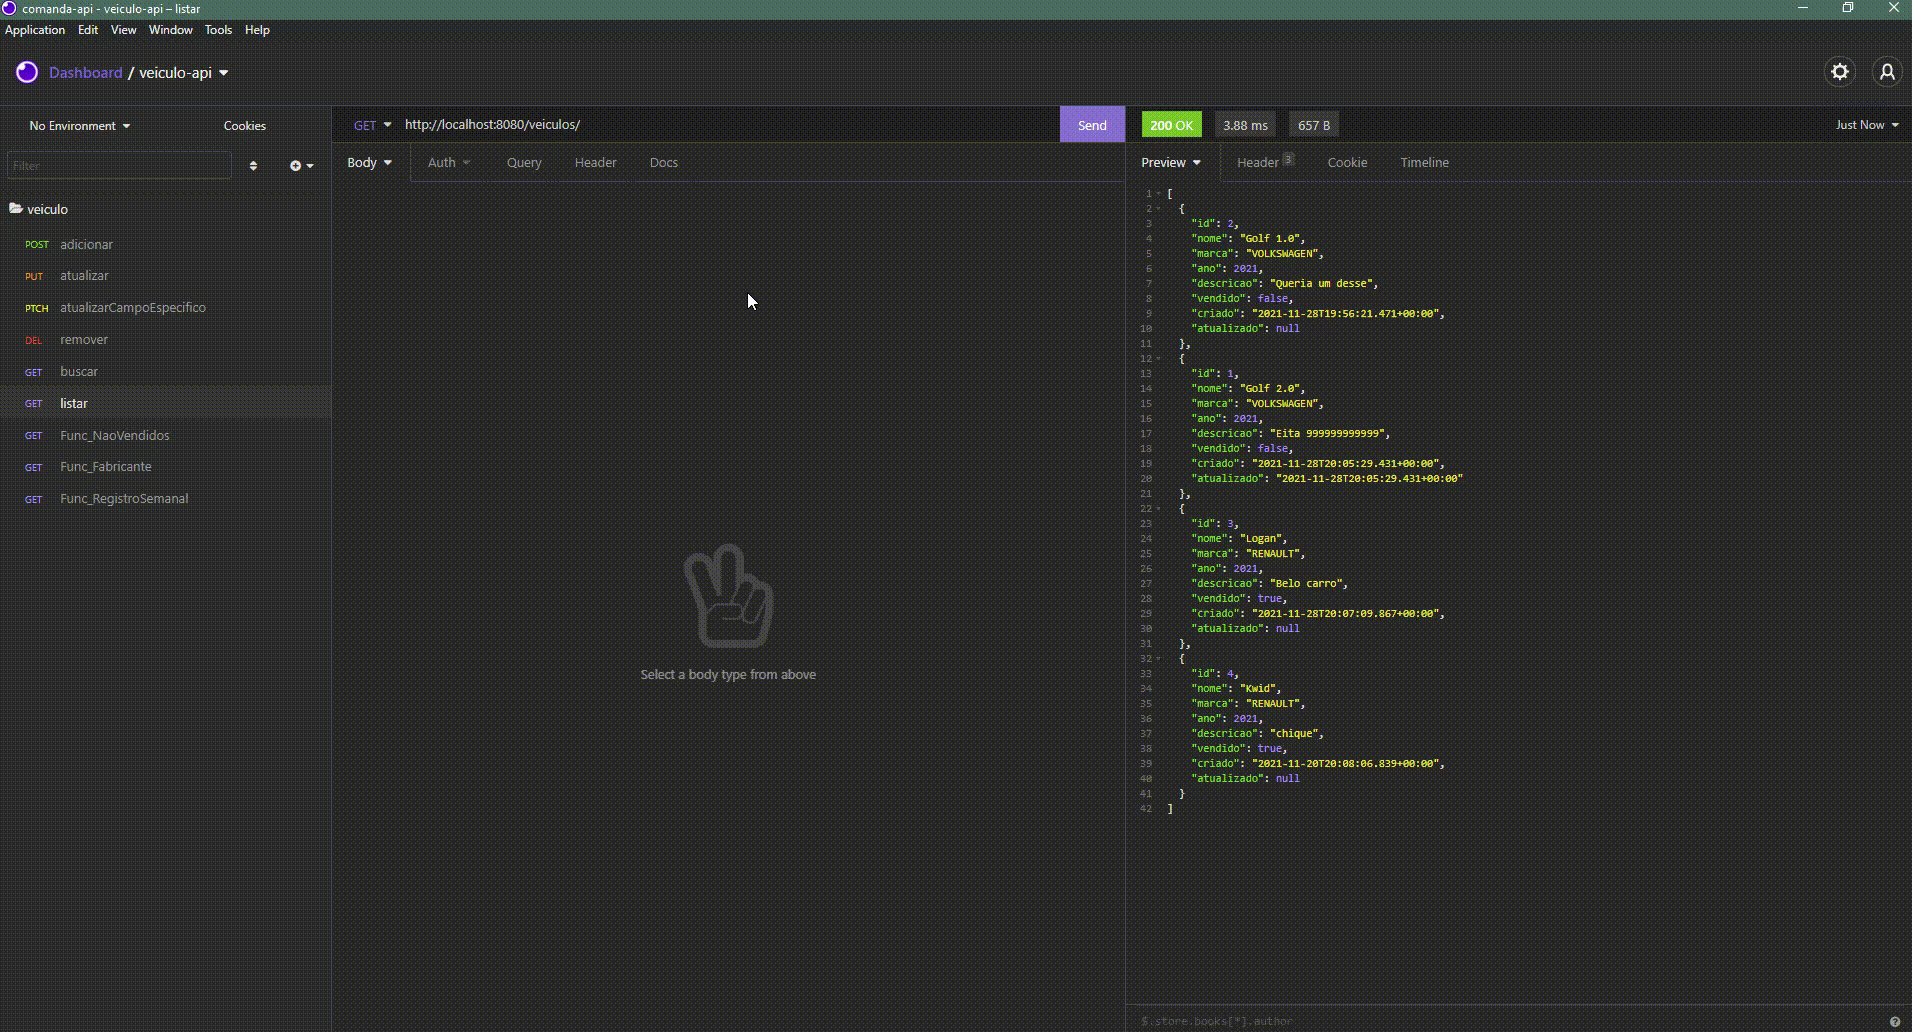 comanda-api - veiculo-api – listar
Application Edit View Window Tools Help
Dashboard / veiculo-api
No Environment Cookies
Filter
veiculo
POST adicionar
PUT atualizar
PTCH atualizarCampoEspecifico
DEL remover
GET buscar
GET listar
GET Func_NaoVendidos
GET Func_Fabricante
GET Func_RegistroSemanal
GET http://localhost:8080/veiculos/ Send
Body Auth Query Header Docs
Select a body type from above
200 OK 3.88 ms 657 B Just Now
Preview Header 3 Cookie Timeline
1 [
2 {
3 "id": 2,
4 "nome": "Golf 1.0",
5 "marca": "VOLKSWAGEN",
6 "ano": 2021,
7 "descricao": "Queria um desse",
8 "vendido": false,
9 "criado": "2021-11-28T19:56:21.471+00:00",
10 "atualizado": null
11 },
12 {
13 "id": 1,
14 "nome": "Golf 2.0",
15 "marca": "VOLKSWAGEN",
16 "ano": 2021,
17 "descricao": "Eita 999999999999",
18 "vendido": false,
19 "criado": "2021-11-28T20:05:29.431+00:00",
20 "atualizado": "2021-11-28T20:05:29.431+00:00"
21 },
22 {
23 "id": 3,
24 "nome": "Logan",
25 "marca": "RENAULT",
26 "ano": 2021,
27 "descricao": "Belo carro",
28 "vendido": true,
29 "criado": "2021-11-28T20:07:09.867+00:00",
30 "atualizado": null
31 },
32 {
33 "id": 4,
34 "nome": "Kwid",
35 "marca": "RENAULT",
36 "ano": 2021,
37 "descricao": "chique",
38 "vendido": true,
39 "criado": "2021-11-20T20:08:06.839+00:00",
40 "atualizado": null
41 }
42 ]
$.store.books[*].author